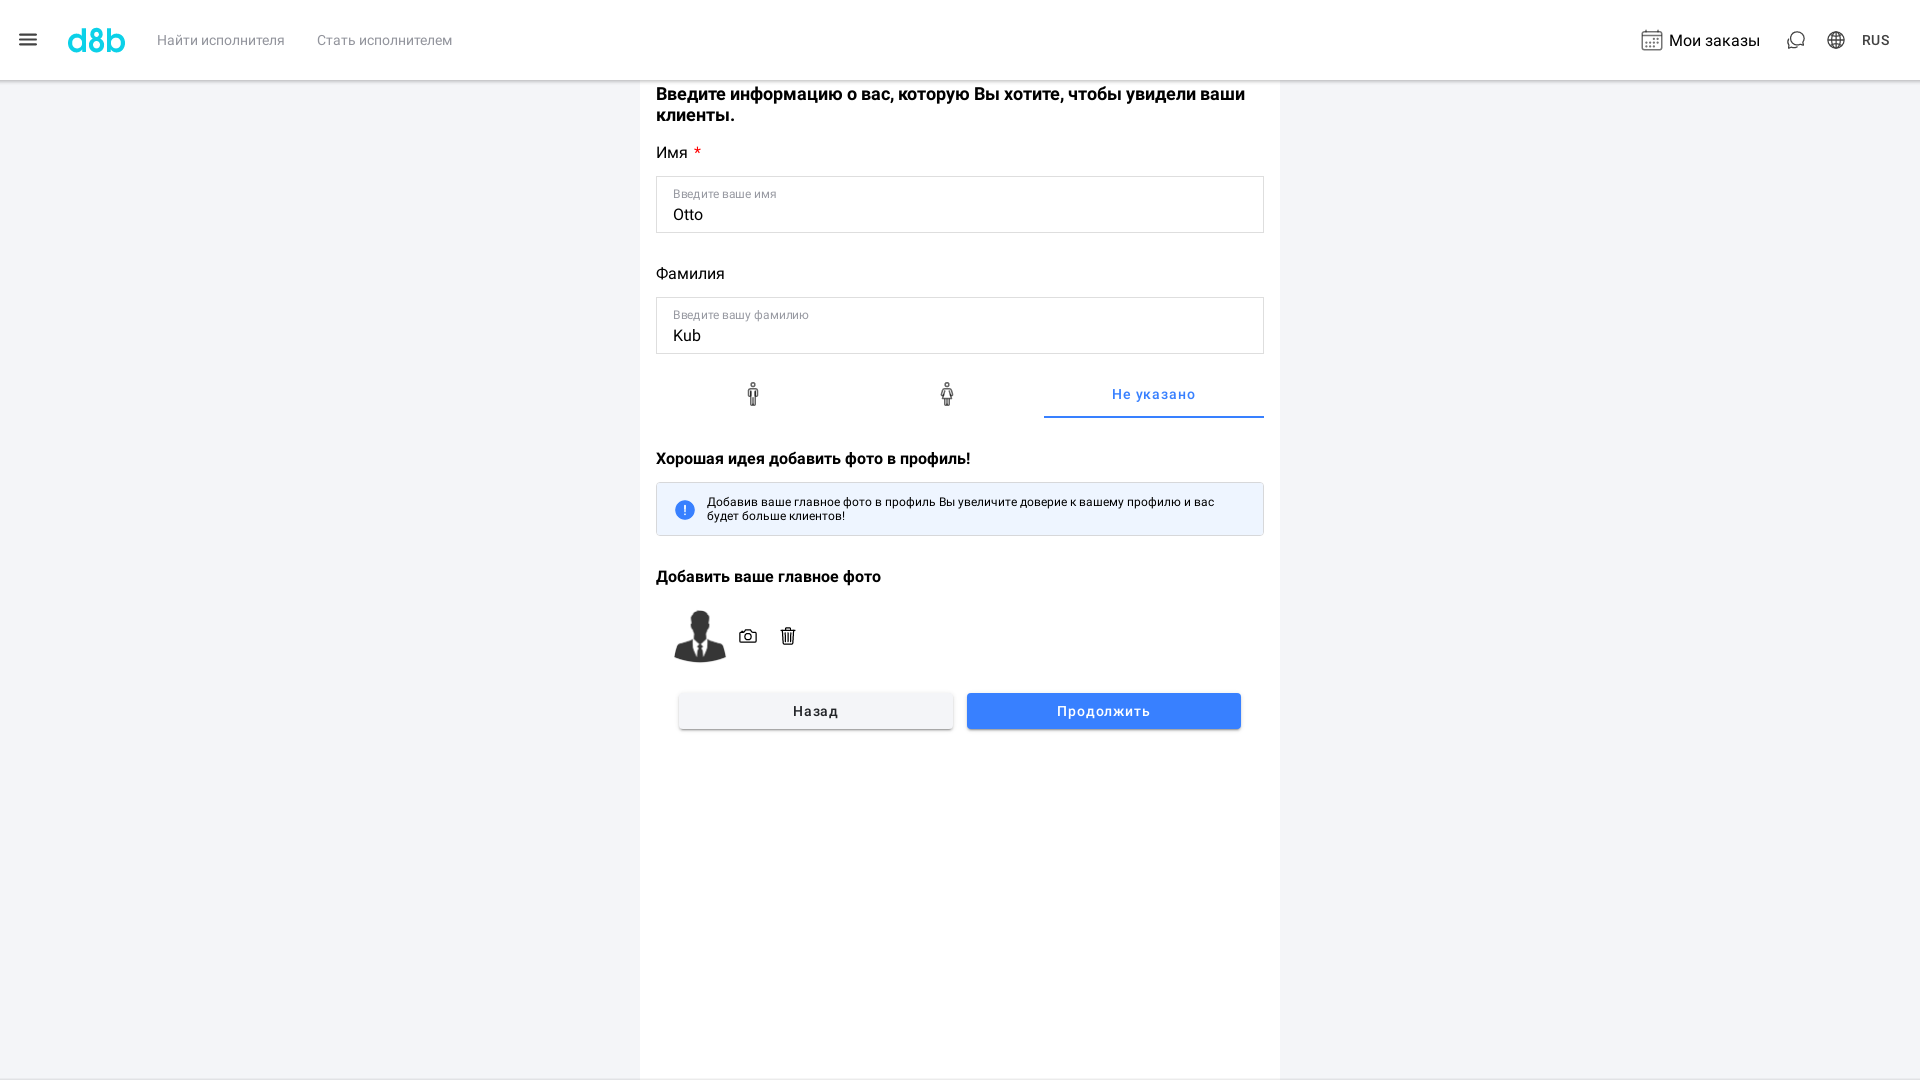 d8b
Найти исполнителя
Стать исполнителем
Мои заказы
RUS
Введите информацию о вас, которую Вы хотите, чтобы увидели ваши
клиенты.
Имя *
Введите ваше имя
Otto
Фамилия
Введите вашу фамилию
Kub
Не указано
Хорошая идея добавить фото в профиль!
Добавив ваше главное фото в профиль Вы увеличите доверие к вашему профилю и вас
будет больше клиентов!
Добавить ваше главное фото
Назад
Продолжить